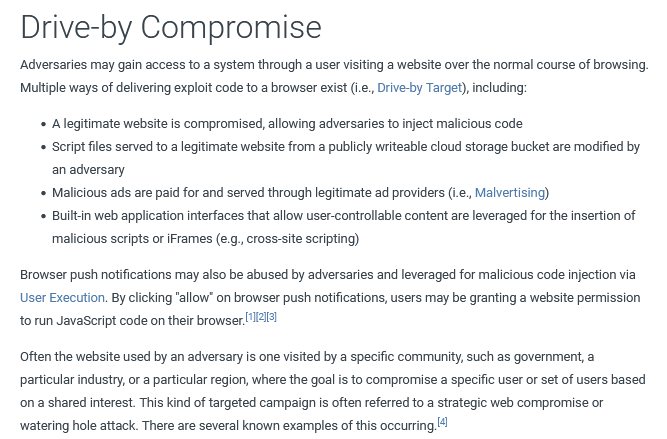 Drive-by Compromise
Adversaries may gain access to a system through a user visiting a website over the normal course of browsing.
Multiple ways of delivering exploit code to a browser exist (i.e., Drive-by Target), including:
• A legitimate website is compromised, allowing adversaries to inject malicious code
• Script files served to a legitimate website from a publicly writeable cloud storage bucket are modified by
an adversary
• Malicious ads are paid for and served through legitimate ad providers (i.e., Malvertising)
• Built-in web application interfaces that allow user-controllable content are leveraged for the insertion of
malicious scripts or iFrames (e.g., cross-site scripting)
Browser push notifications may also be abused by adversaries and leveraged for malicious code injection via
User Execution. By clicking "allow" on browser push notifications, users may be granting a website permission
to run JavaScript code on their browser.[1][2][3]
Often the website used by an adversary is one visited by a specific community, such as government, a
particular industry, or a particular region, where the goal is to compromise a specific user or set of users based
on a shared interest. This kind of targeted campaign is often referred to a strategic web compromise or
watering hole attack. There are several known examples of this occurring.[4]